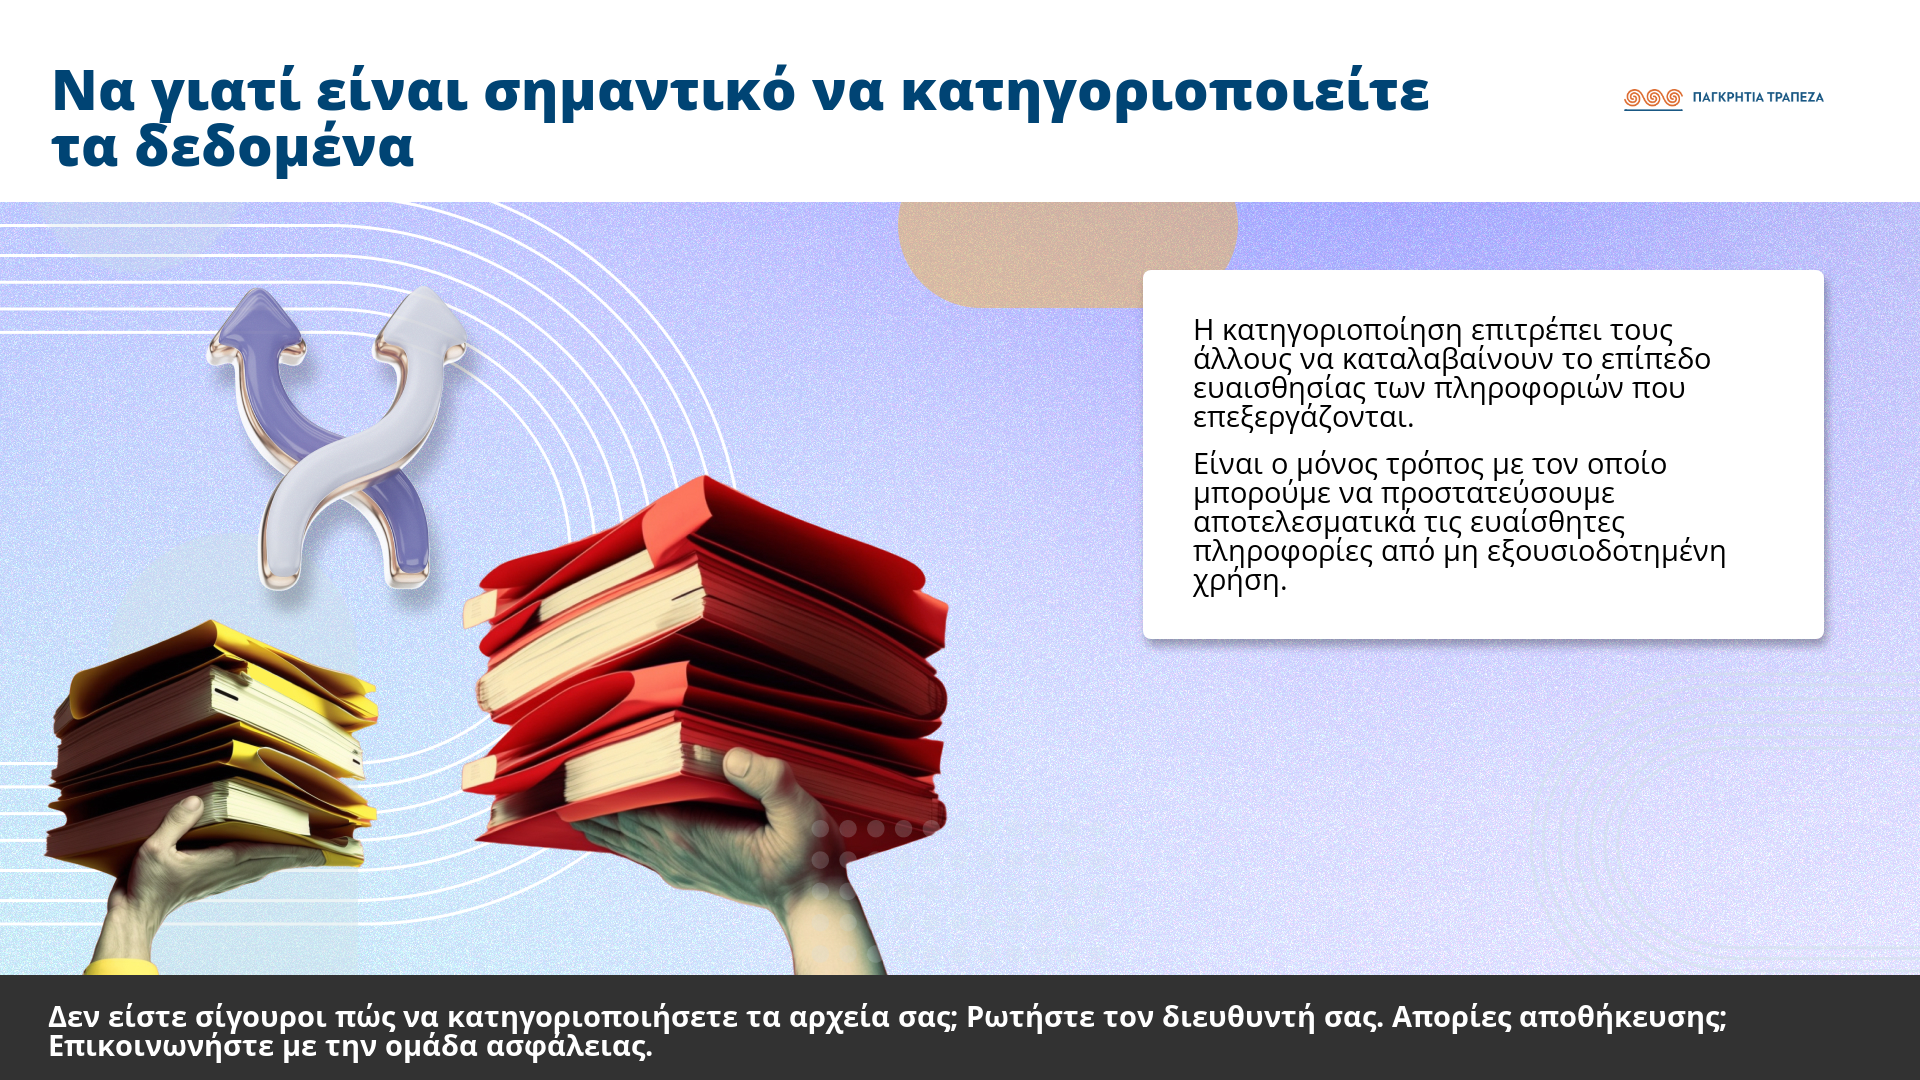 Να γιατί είναι σημαντικό να κατηγοριοποιείτε
τα δεδομένα
ΠΑΓΚΡΗΤΙΑ ΤΡΑΠΕΖΑ
Η κατηγοριοποίηση επιτρέπει τους
άλλους να καταλαβαίνουν το επίπεδο
ευαισθησίας των πληροφοριών που
επεξεργάζονται.
Είναι ο μόνος τρόπος με τον οποίο
μπορούμε να προστατεύσουμε
αποτελεσματικά τις ευαίσθητες
πληροφορίες από μη εξουσιοδοτημένη
χρήση.
Δεν είστε σίγουροι πώς να κατηγοριοποιήσετε τα αρχεία σας; Ρωτήστε τον διευθυντή σας. Απορίες αποθήκευσης;
Επικοινωνήστε με την ομάδα ασφάλειας.